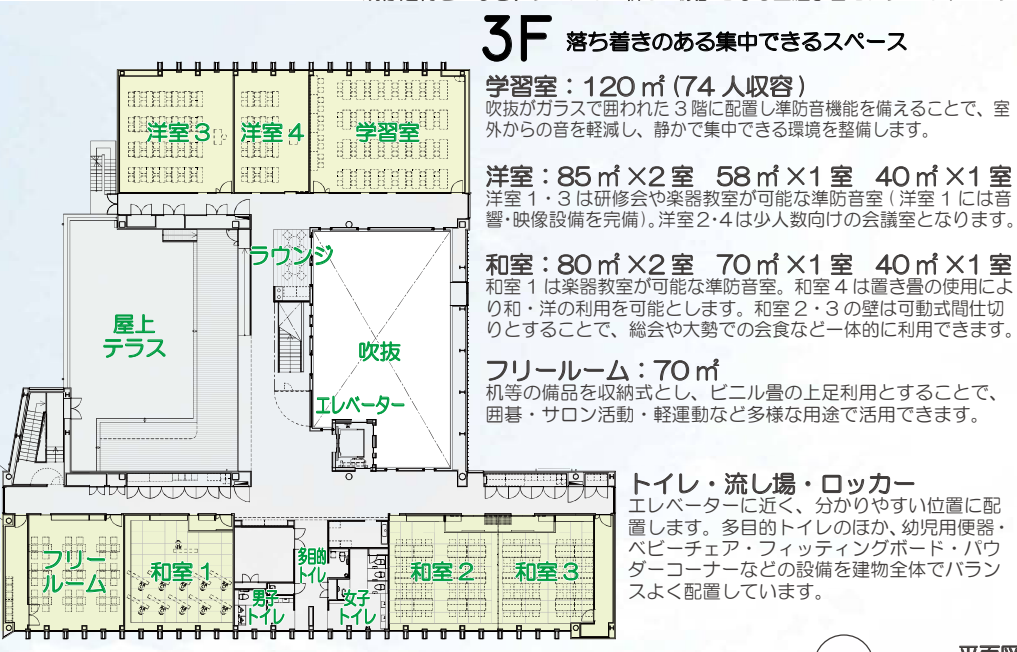 3F 落ち着きのある集中できるスペース
学習室：120㎡(74人収容)
吹抜がガラスで囲われた3階に配置し準防音機能を備えることで、室
外からの音を軽減し、静かで集中できる環境を整備します。
洋室：85㎡×2室 58㎡×1室 40㎡×1室
洋室1・3は研修会や楽器教室が可能な準防音室(洋室1には音
響・映像設備を完備)。洋室2・4は少人数向けの会議室となります。
和室：80㎡×2室 70㎡×1室 40㎡×1室
和室1は楽器教室が可能な準防音室。和室4は置き畳の使用によ
り和・洋の利用を可能とします。和室2・3の壁は可動式間仕切
りとすることで、総会や大勢での会食など一体的に利用できます。
フリールーム：70㎡
机等の備品を収納式とし、ビニル畳の上足利用とすることで、
囲碁・サロン活動・軽運動など多様な用途で活用できます。
トイレ・流し場・ロッカー
エレベーターに近く、分かりやすい位置に配
置します。多目的トイレのほか、幼児用便器・
ベビーチェア・フィッティングボード・パウ
ダーコーナーなどの設備を建物全体でバラン
スよく配置しています。
洋室3
洋室4
学習室
ラウンジ
屋上
テラス
吹抜
エレベーター
フリー
ルーム
和室1
多目的
トイレ
男子
トイレ
女子
トイレ
和室2
和室3